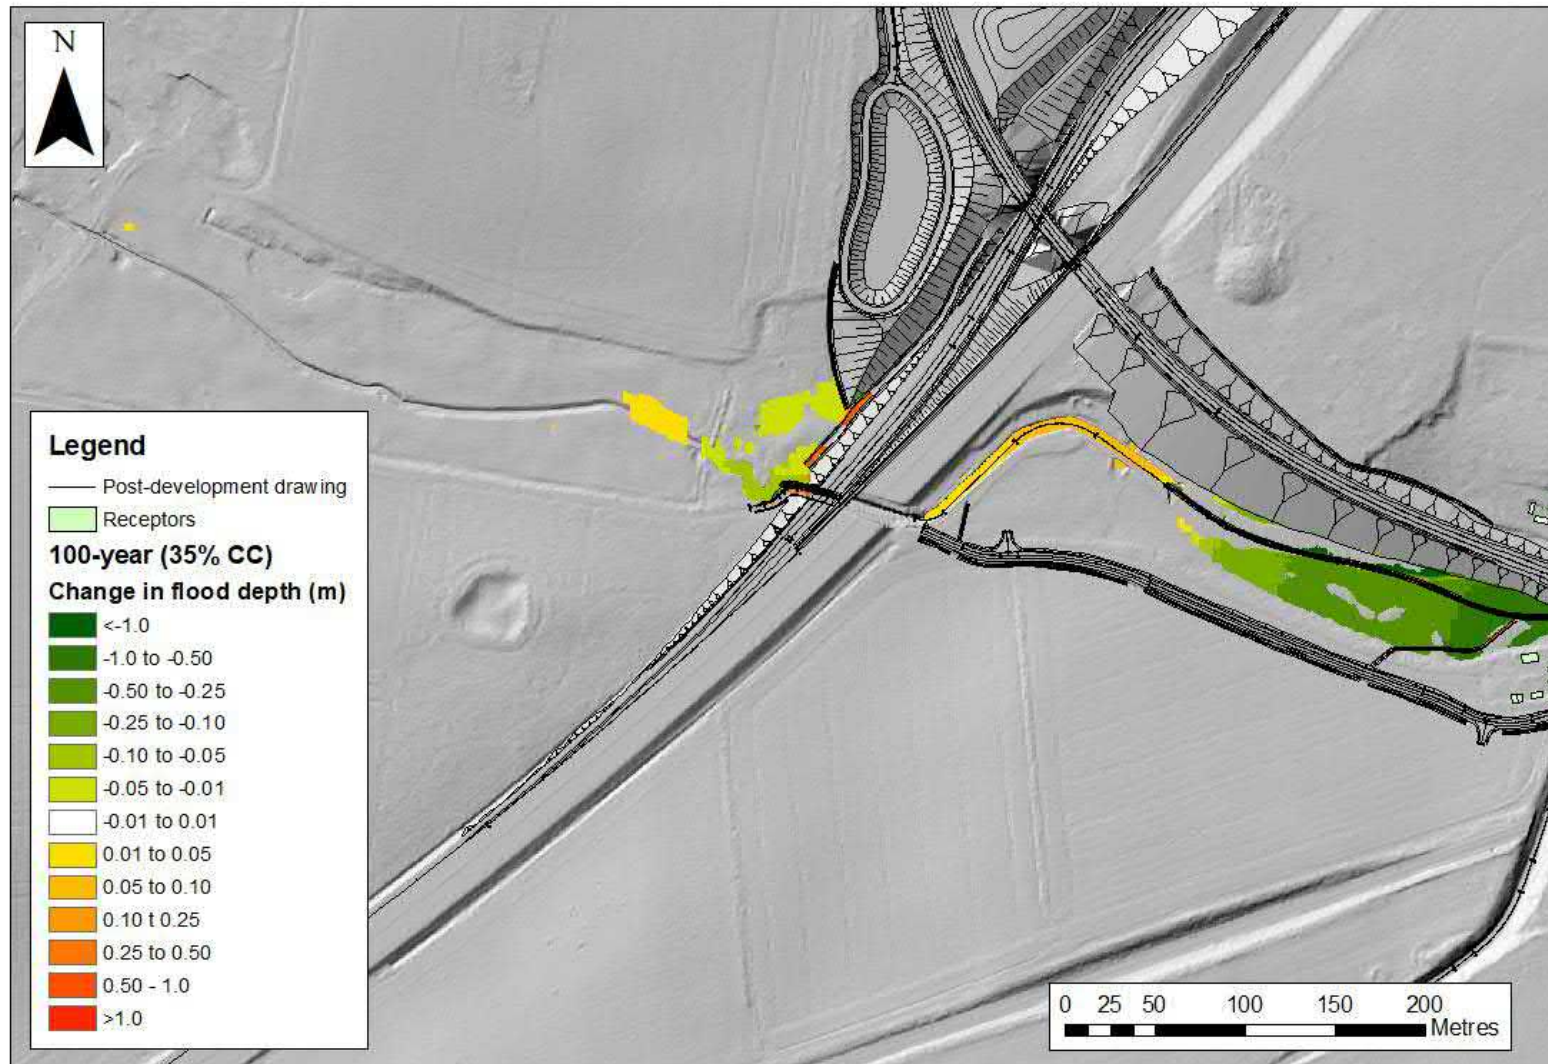 N
Legend
Post-development drawing
Receptors
100-year (35% CC)
Change in flood depth (m)
<-1.0
-1.0 to -0.50
-0.50 to -0.25
-0.25 to -0.10
-0.10 to -0.05
-0.05 to -0.01
-0.01 to 0.01
0.01 to 0.05
0.05 to 0.10
0.10 t 0.25
0.25 to 0.50
0.50 - 1.0
>1.0
0 25 50 100 150 200
Metres